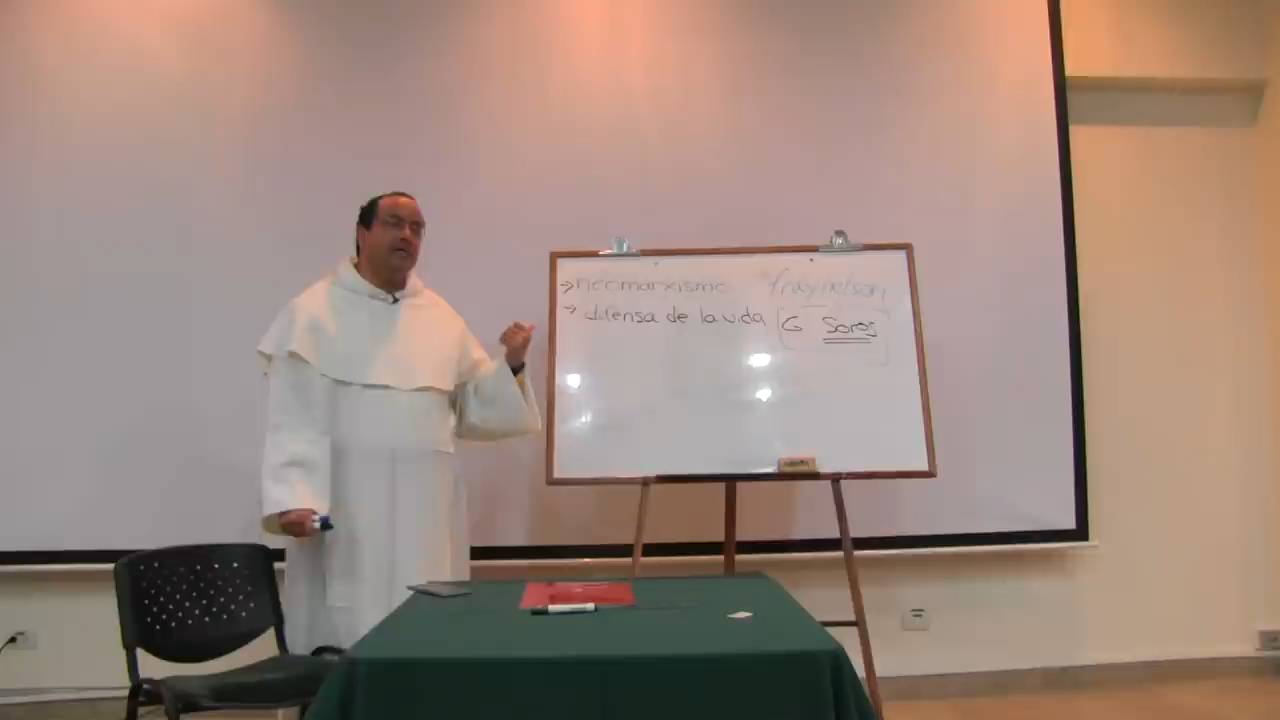 → neomarxismo fraynelson
→ defensa de la vida G Soros